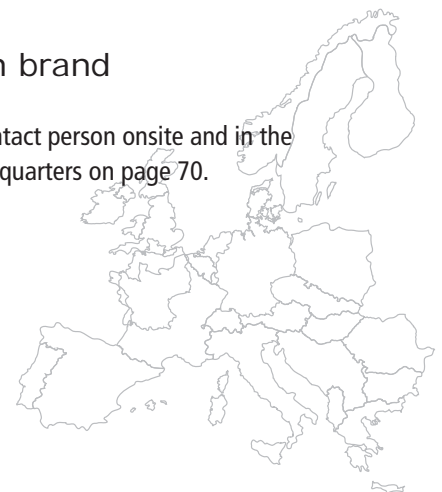 n brand
ntact person onsite and in the
quarters on page 70.